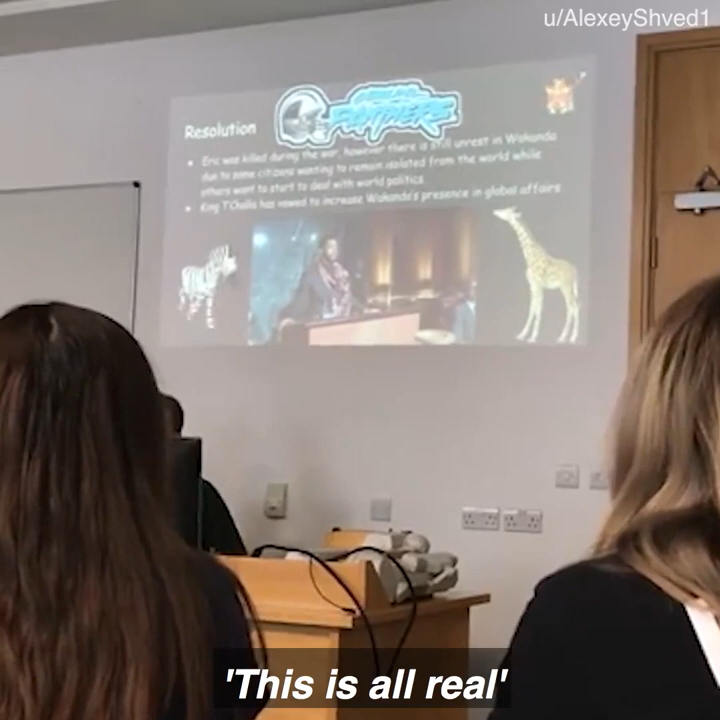 u/AlexeyShved1
PANTHERS
Resolution
Eric was killed during the war, however there is still unrest in Wakanda
due to some citizens wanting to remain isolated from the world while
others want to start to deal with world politics.
King T'Challa has vowed to increase Wakanda's presence in global affairs
'This is all real'